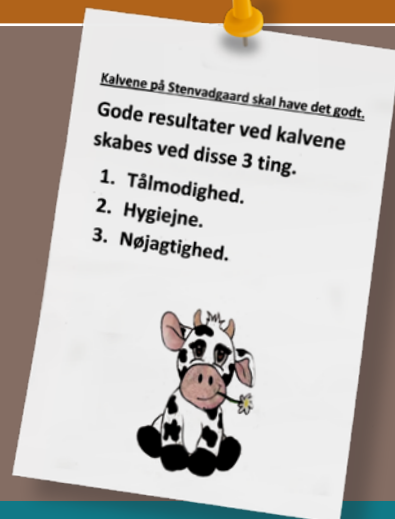 Kalvene på Stenvadgaard skal have det godt.
Gode resultater ved kalvene
skabes ved disse 3 ting.
1. Tålmodighed.
2. Hygiejne.
3. Nøjagtighed.